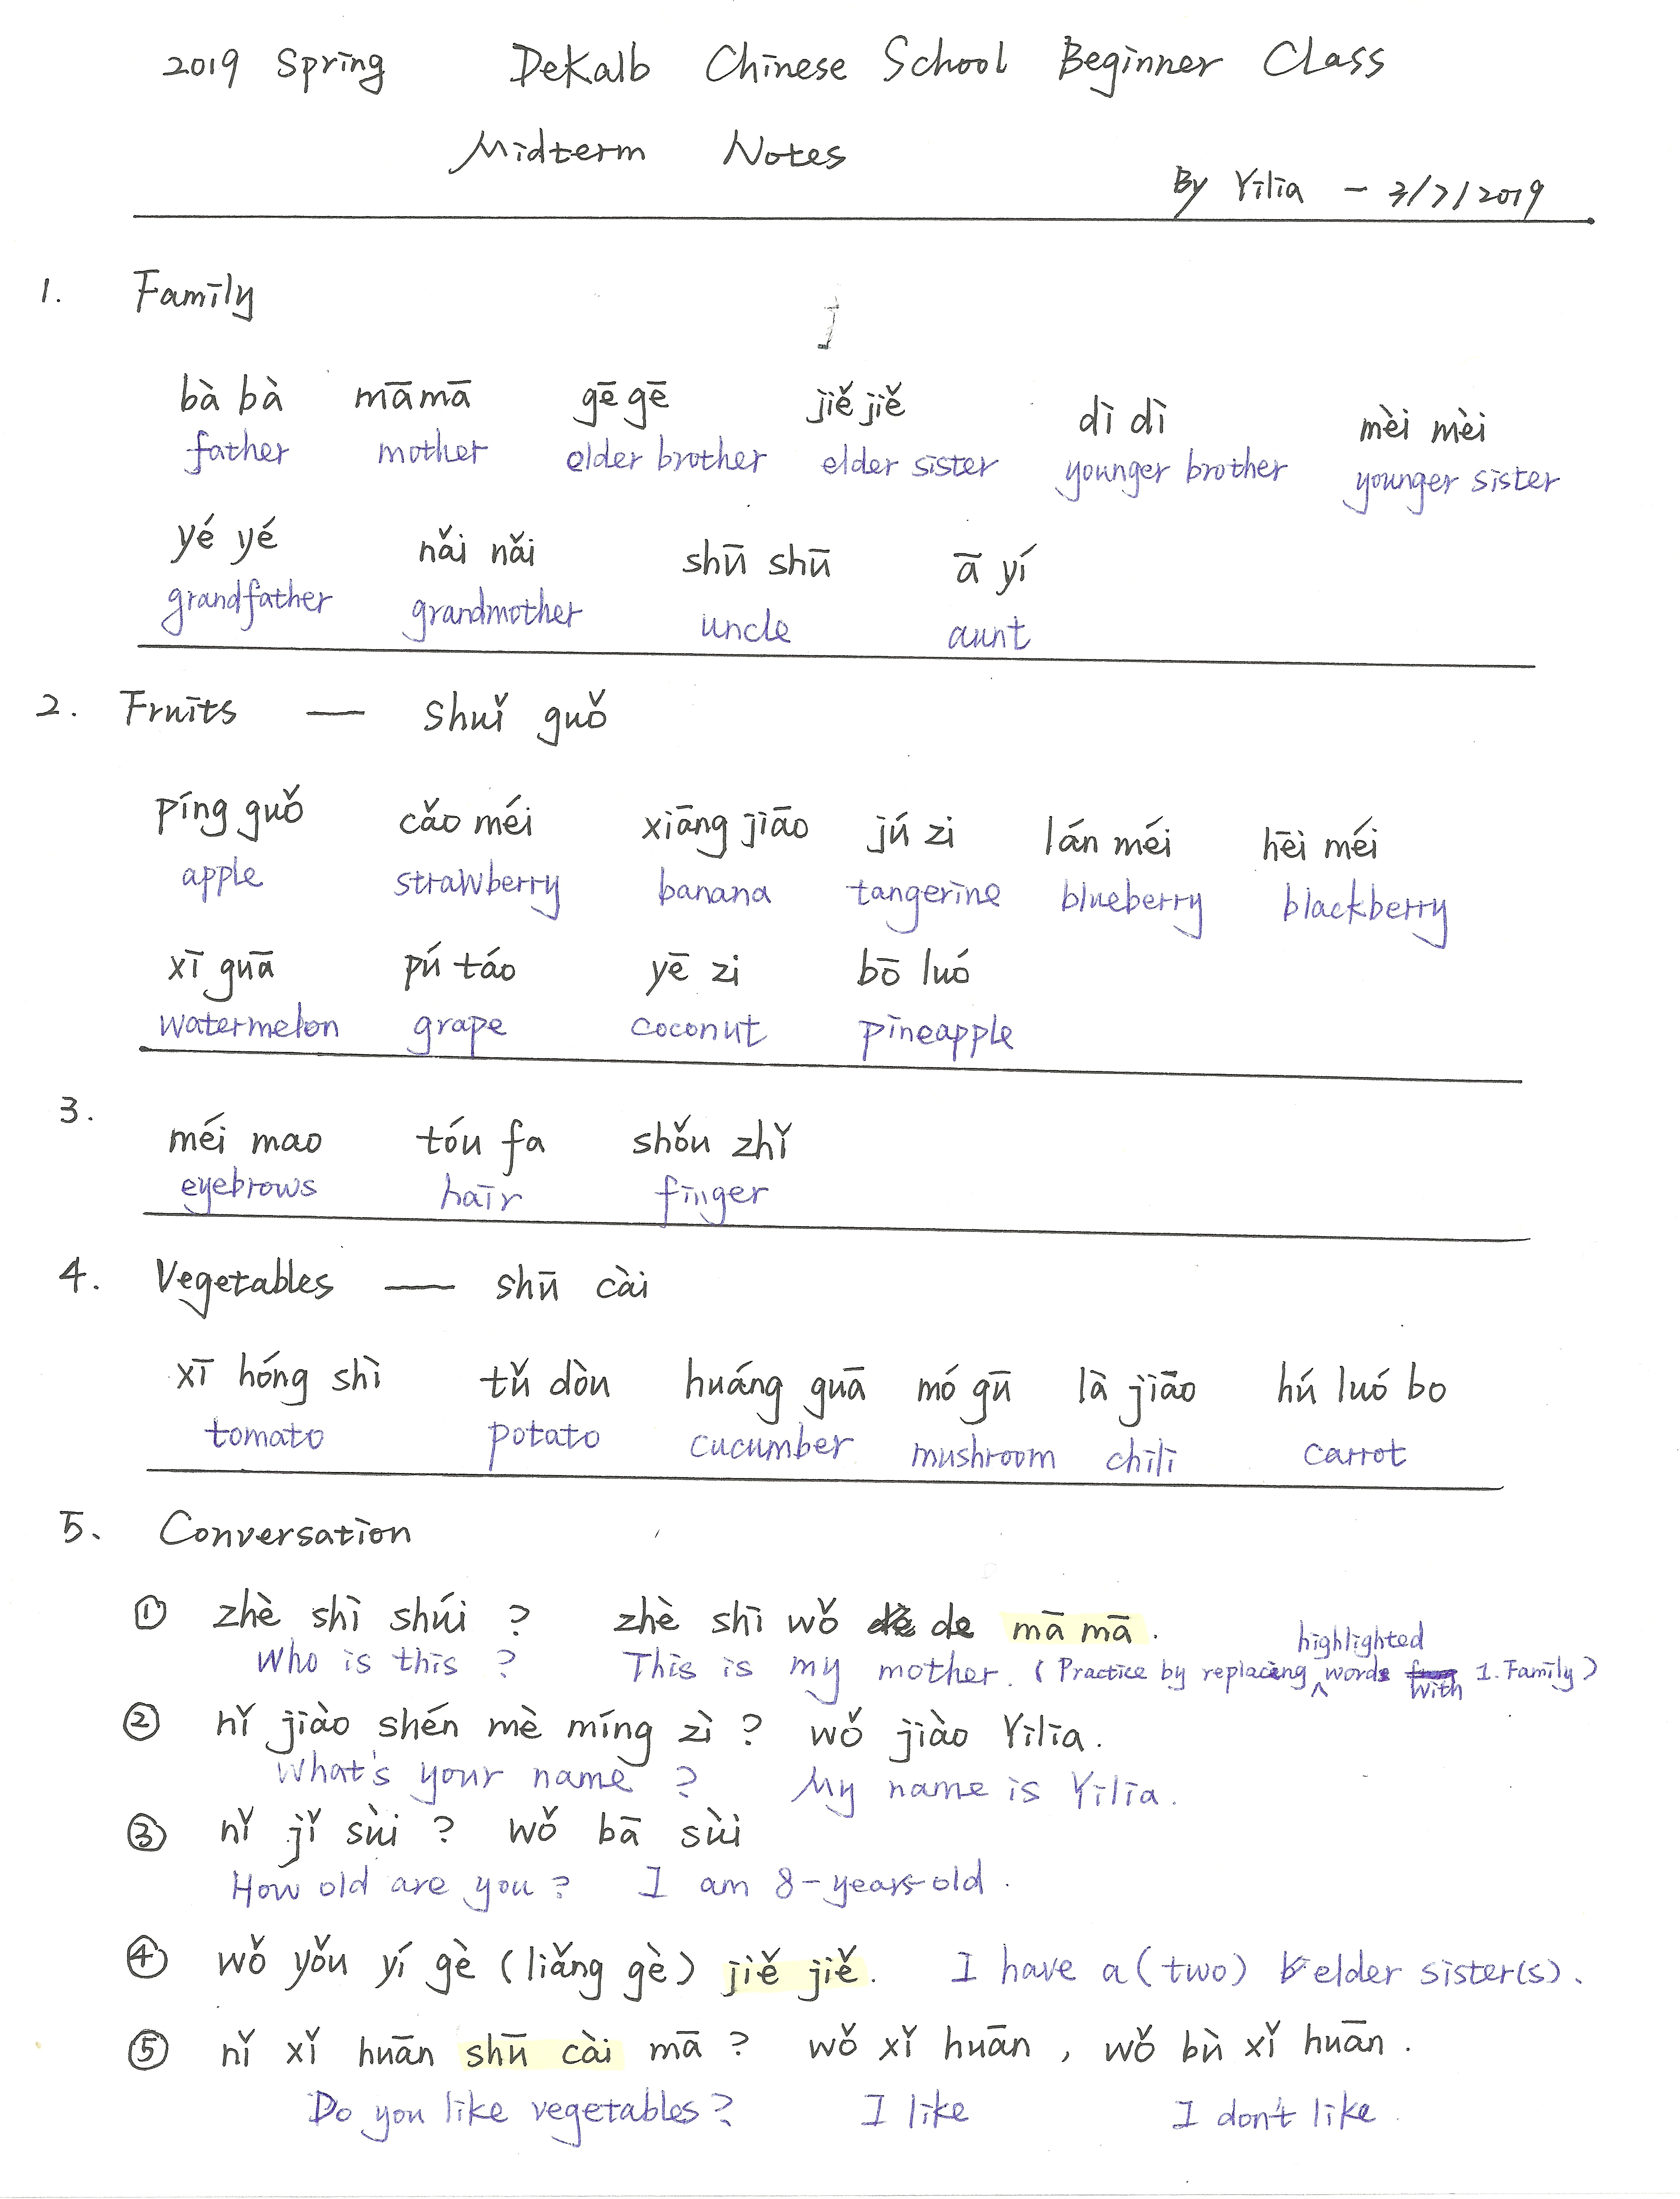 2019 Spring DeKalb Chinese School Beginner Class
Midterm Notes
By Yilia - 3/7/2019
1. Family
bà bà māmā gē gē jiě jiě dì dì mèi mèi
father mother elder brother elder sister younger brother younger sister
yé yé nǎi nǎi shū shū ā yí
grandfather grandmother uncle aunt
2. Fruits — shuǐ guǒ
píng guǒ cǎo méi xiāng jiāo jú zi lán méi hēi méi
apple strawberry banana tangerine blueberry blackberry
xī guā pú táo yē zi bō luó
watermelon grape coconut pineapple
3.
méi mao tóu fa shǒu zhǐ
eyebrows hair finger
4. Vegetables — shū cài
xī hóng shì tǔ dòu huáng guā mó gū là jiāo hú luó bo
tomato potato cucumber mushroom chili carrot
5. Conversation
① zhè shì shúi ? zhè shì wǒ de mā mā.
Who is this ? This is my mother. (Practice by replacing highlighted words with 1. Family)
② nǐ jiào shén mè míng zì ? wǒ jiào Yilia.
What's your name ? My name is Yilia.
③ nǐ jǐ sùi ? wǒ bā sùi
How old are you? I am 8-years-old.
④ wǒ yǒu yí gè (liǎng gè) jiě jiě. I have a (two) elder sister(s).
⑤ nǐ xǐ huān shū cài mā ? wǒ xǐ huān , wǒ bù xǐ huān.
Do you like vegetables? I like I don't like